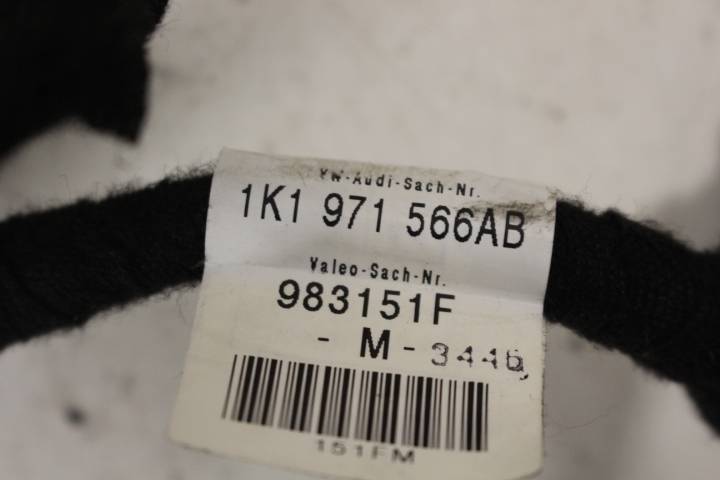 VW-Audi-Sach-Nr.
1K1 971 566AB
Valeo-Sach-Nr.
983151F
- M - 3446
151FM